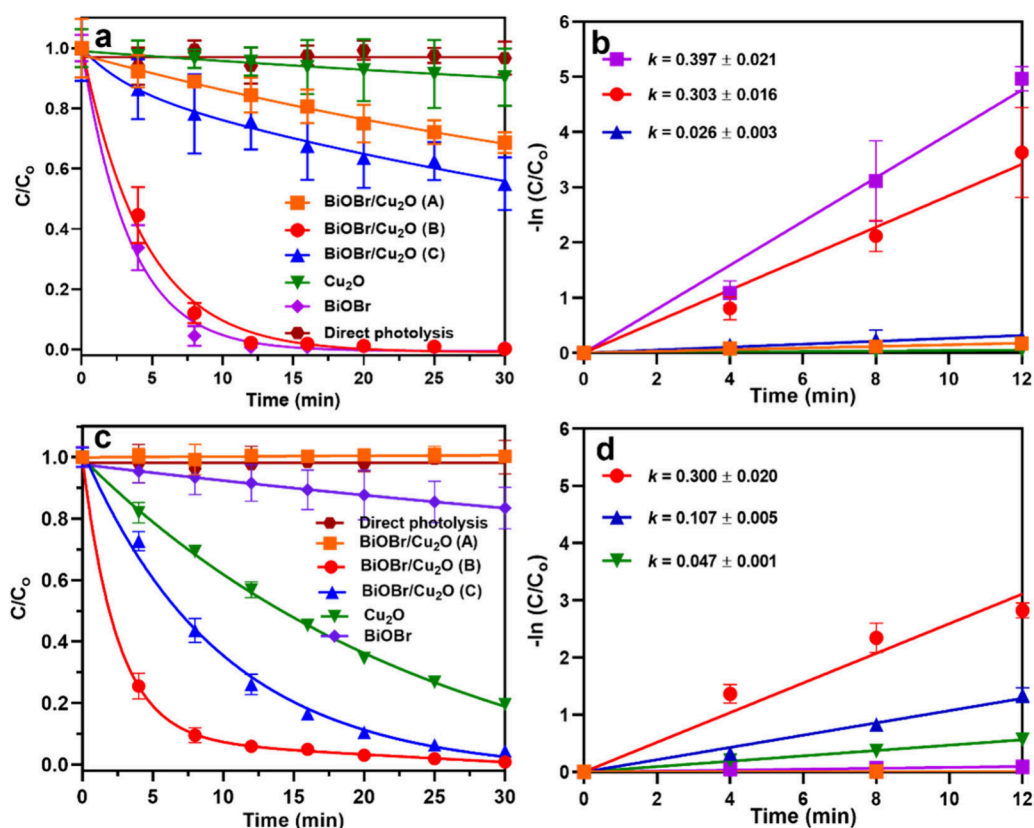 a
C/C₀
1.0
0.8
0.6
0.4
0.2
0.0
BiOBr/Cu₂O (A)
BiOBr/Cu₂O (B)
BiOBr/Cu₂O (C)
Cu₂O
BiOBr
Direct photolysis
0 5 10 15 20 25 30
Time (min)
b
-ln (C/Cₒ)
-6
5
4
3
2
1
0
k = 0.397 ± 0.021
k = 0.303 ± 0.016
k = 0.026 ± 0.003
0 2 4 6 8 10 12
Time (min)
c
C/Cₒ
1.0
0.8
0.6
0.4
0.2
0.0
Direct photolysis
BiOBr/Cu₂O (A)
BiOBr/Cu₂O (B)
BiOBr/Cu₂O (C)
Cu₂O
BiOBr
0 5 10 15 20 25 30
Time (min)
d
-ln (C/Cₒ)
-6
5
4
3
2
1
0
k = 0.300 ± 0.020
k = 0.107 ± 0.005
k = 0.047 ± 0.001
0 2 4 6 8 10 12
Time (min)